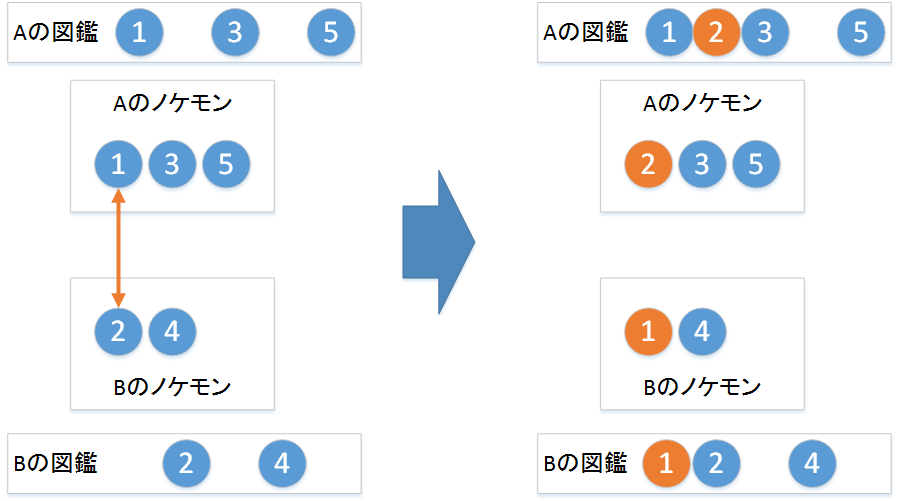 Aの図鑑 1 3 5
Aのノケモン
1 3 5
2 4
Bのノケモン
Bの図鑑 2 4
Aの図鑑 1 2 3 5
Aのノケモン
2 3 5
1 4
Bのノケモン
Bの図鑑 1 2 4